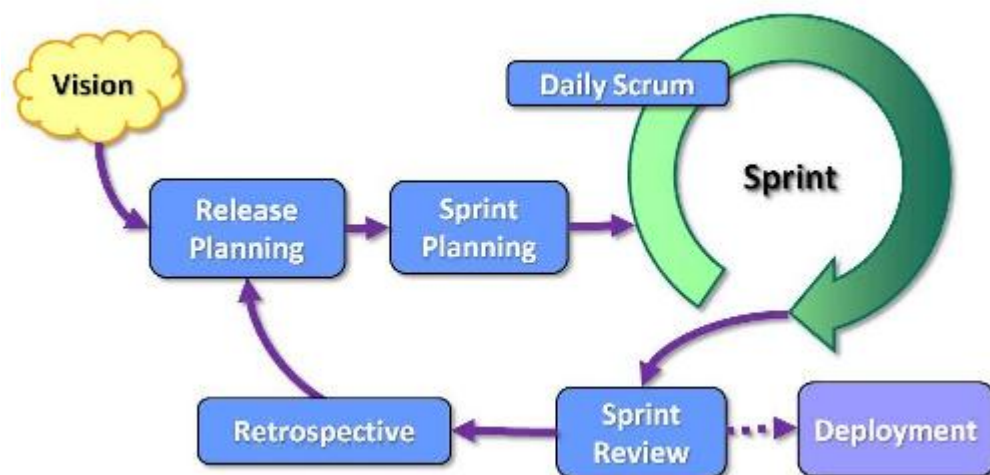 Vision
Daily Scrum
Release
Planning
Sprint
Planning
Sprint
Retrospective
Sprint
Review
Deployment